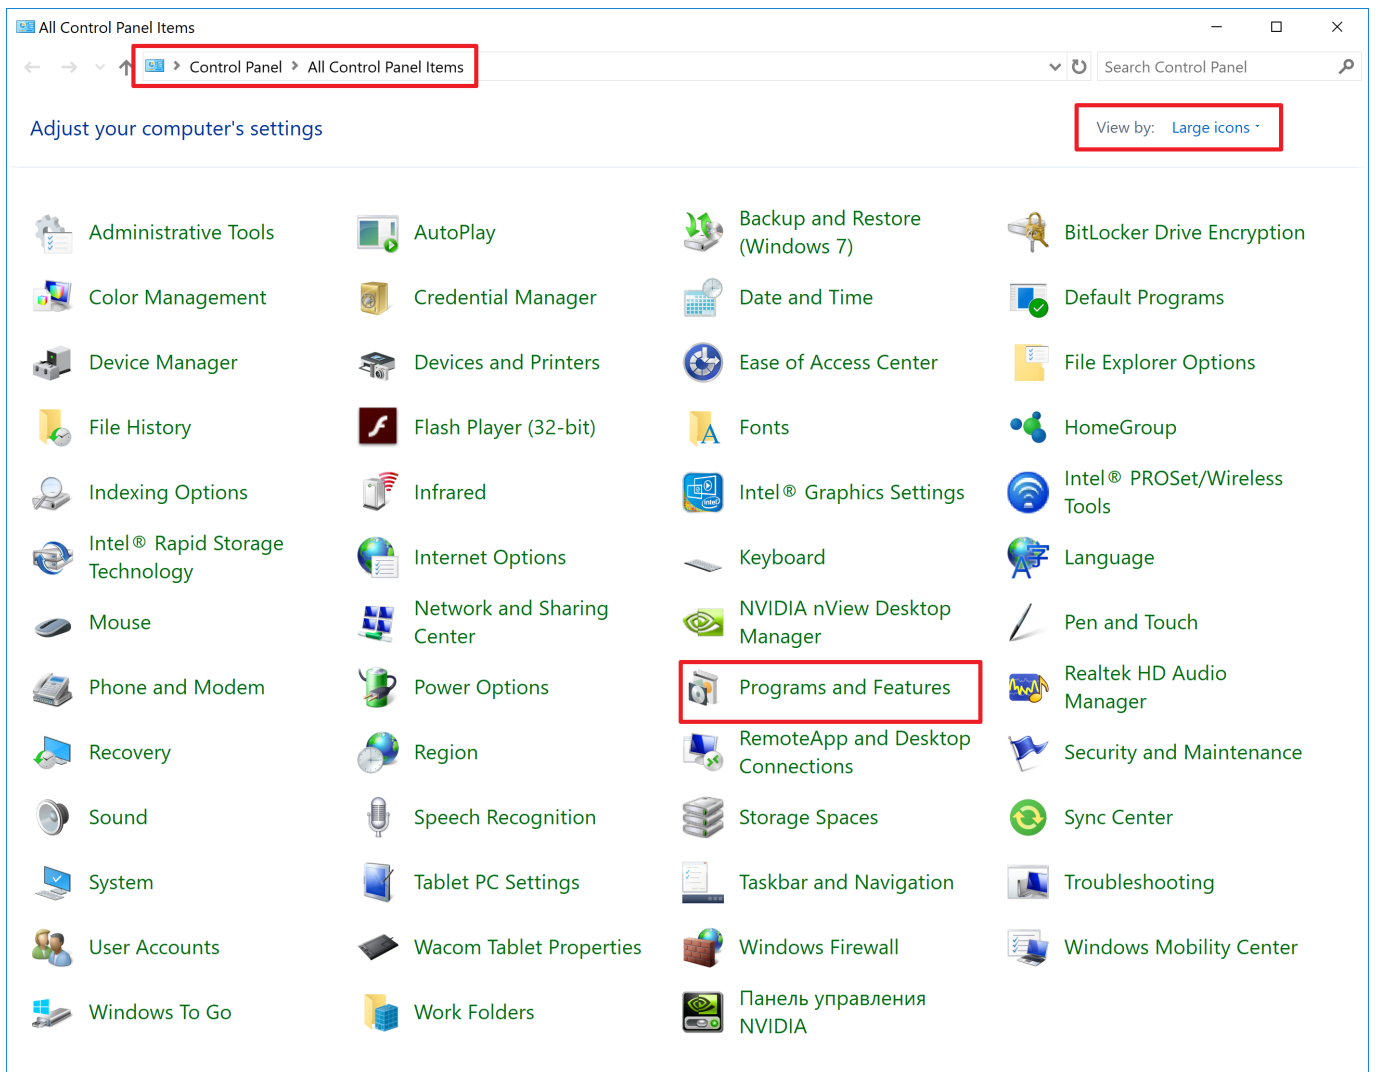 All Control Panel Items
Control Panel > All Control Panel Items
Search Control Panel
Adjust your computer's settings
View by: Large icons
Administrative Tools
AutoPlay
Backup and Restore
(Windows 7)
BitLocker Drive Encryption
Color Management
Credential Manager
Date and Time
Default Programs
Device Manager
Devices and Printers
Ease of Access Center
File Explorer Options
File History
Flash Player (32-bit)
Fonts
HomeGroup
Indexing Options
Infrared
Intel® Graphics Settings
Intel® PROSet/Wireless
Tools
Intel® Rapid Storage
Technology
Internet Options
Keyboard
Language
Mouse
Network and Sharing
Center
NVIDIA nView Desktop
Manager
Pen and Touch
Phone and Modem
Power Options
Programs and Features
Realtek HD Audio
Manager
Recovery
Region
RemoteApp and Desktop
Connections
Security and Maintenance
Sound
Speech Recognition
Storage Spaces
Sync Center
System
Tablet PC Settings
Taskbar and Navigation
Troubleshooting
User Accounts
Wacom Tablet Properties
Windows Firewall
Windows Mobility Center
Windows To Go
Work Folders
Панель управления
NVIDIA